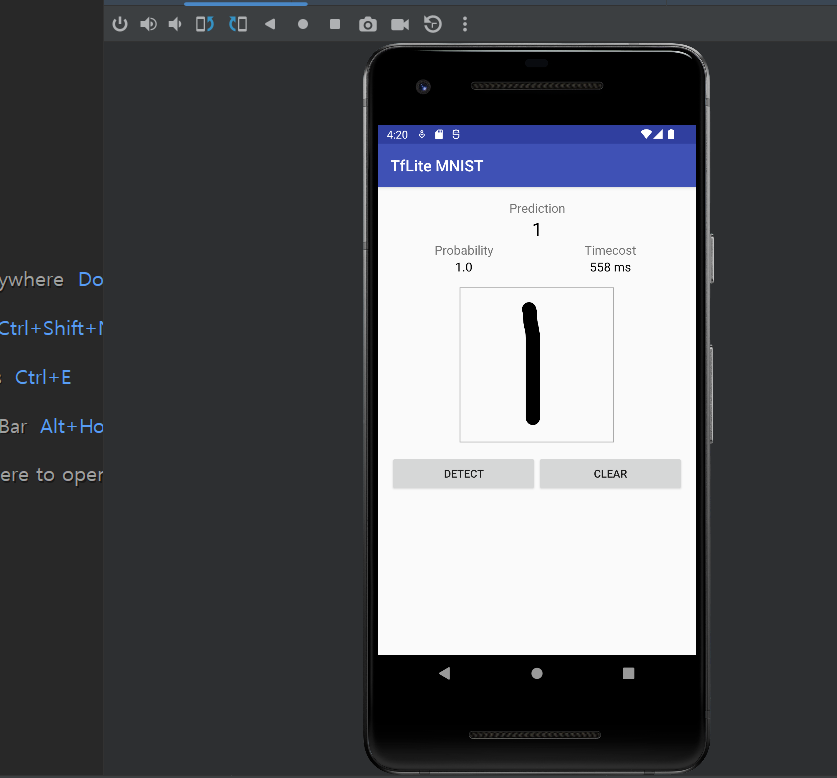 4:20
TfLite MNIST
Prediction
1
Probability Timecost
1.0 558 ms
DETECT CLEAR
ywhere Do
Ctrl+Shift+
s Ctrl+E
Bar Alt+Ho
ere to oper